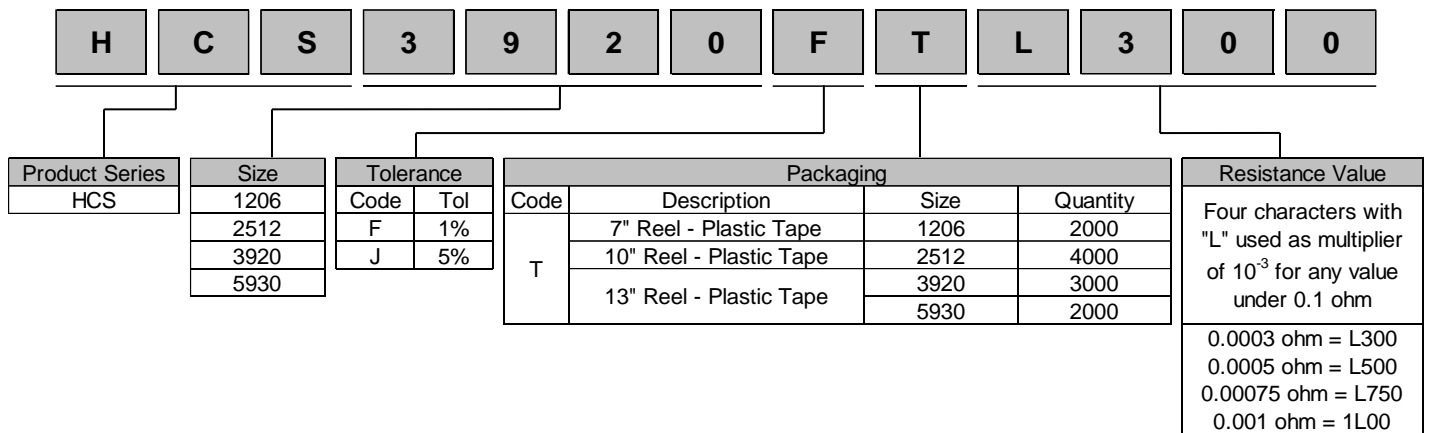 H C S 3 9 2 0 F T L 3 0 0
Product Series
HCS
Size
1206
2512
3920
5930
Tolerance
Code Tol
F 1%
J 5%
Packaging
Code Description Size Quantity
T
7" Reel - Plastic Tape 1206 2000
10" Reel - Plastic Tape 2512 4000
13" Reel - Plastic Tape
3920 3000
5930 2000
Resistance Value
Four characters with
"L" used as multiplier
of 10⁻³ for any value
under 0.1 ohm
0.0003 ohm = L300
0.0005 ohm = L500
0.00075 ohm = L750
0.001 ohm = 1L00